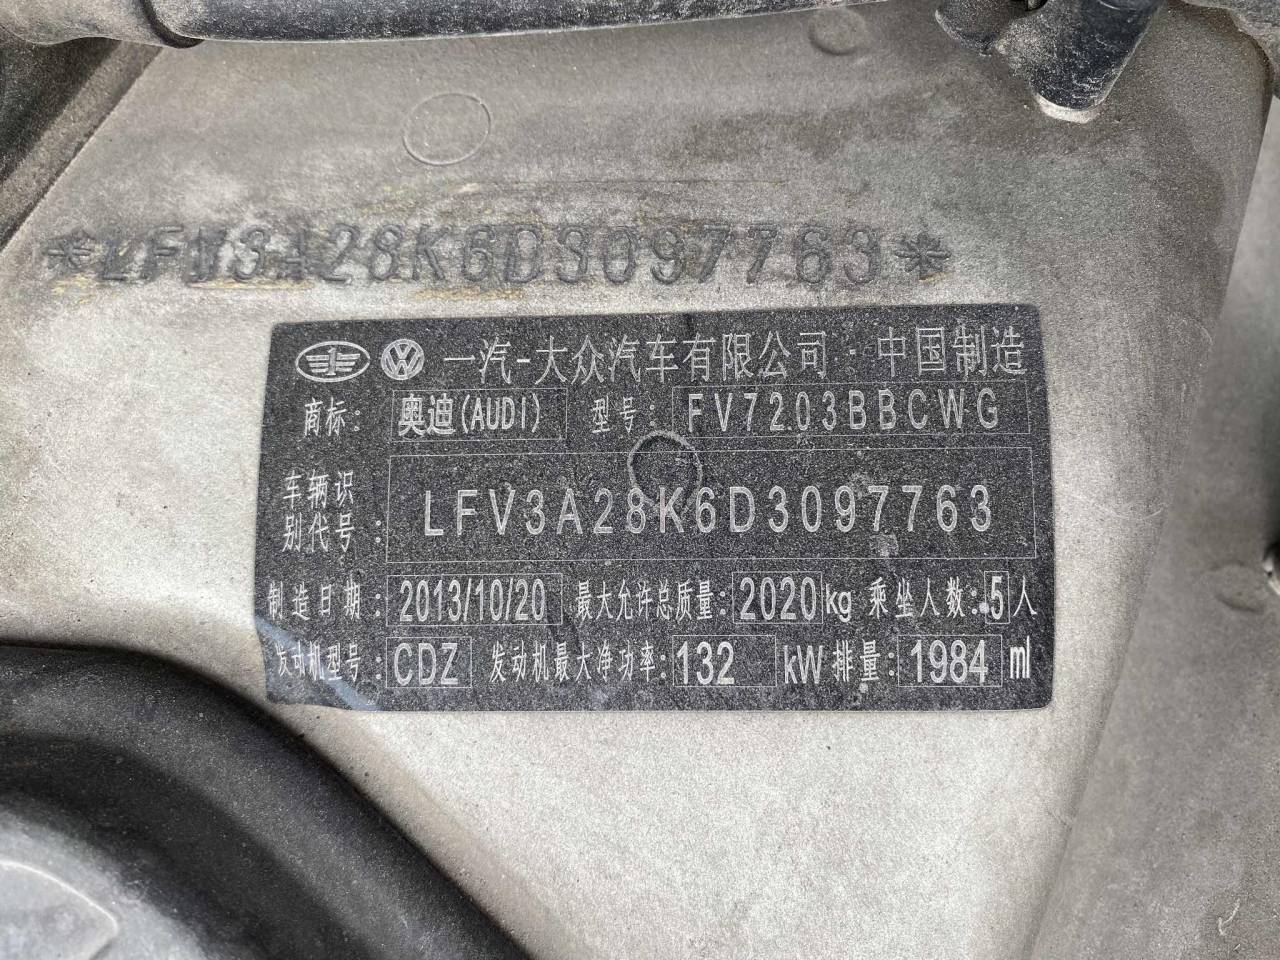 *LFV3A28K6D3097763*
一汽-大众汽车有限公司·中国制造
商标: 奥迪(AUDI) 型号: FV7203BBCWG
车辆识别代号: LFV3A28K6D3097763
制造日期: 2013/10/20 最大允许总质量: 2020kg 乘坐人数: 5人
发动机型号: CDZ 发动机最大净功率: 132 kW 排量: 1984 ml